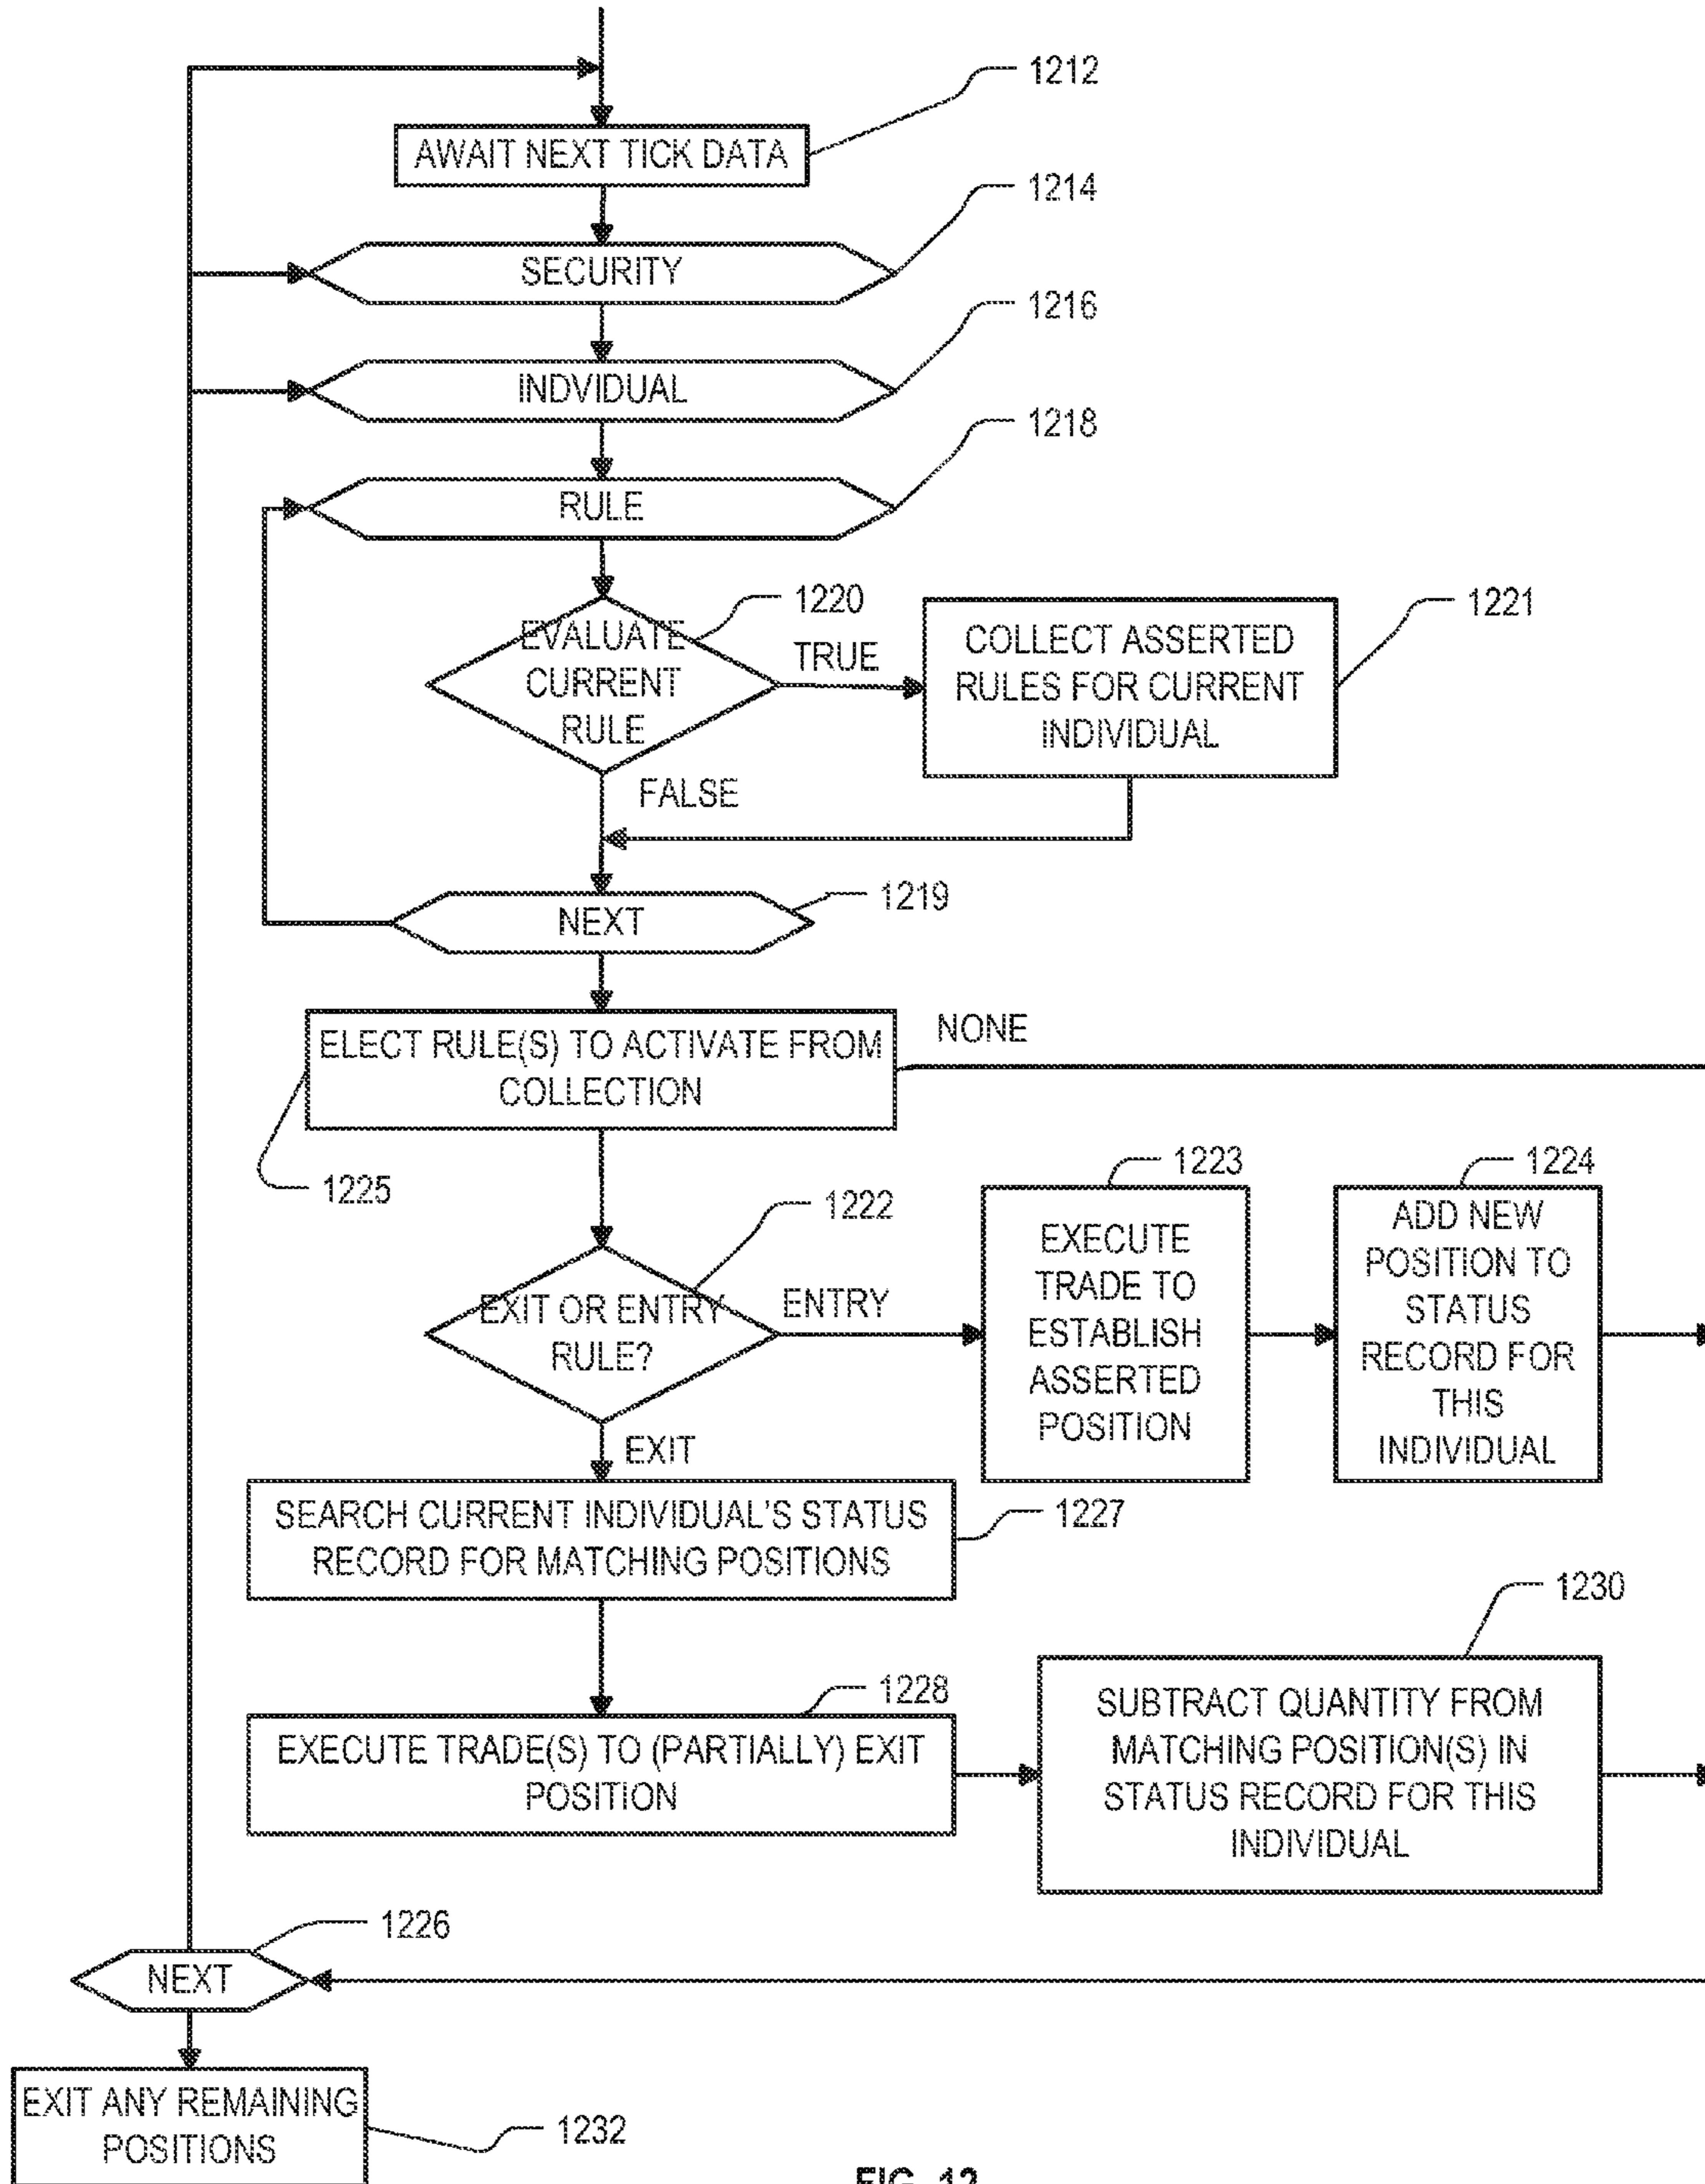 1212
AWAIT NEXT TICK DATA
1214
SECURITY
1216
INDVIDUAL
1218
RULE
1220
EVALUATE
CURRENT
RULE
TRUE
1221
COLLECT ASSERTED
RULES FOR CURRENT
INDIVIDUAL
FALSE
1219
NEXT
ELECT RULE(S) TO ACTIVATE FROM
COLLECTION
NONE
1225
1222
EXIT OR ENTRY
RULE?
ENTRY
1223
EXECUTE
TRADE TO
ESTABLISH
ASSERTED
POSITION
1224
ADD NEW
POSITION TO
STATUS
RECORD FOR
THIS
INDIVIDUAL
EXIT
SEARCH CURRENT INDIVIDUAL'S STATUS
RECORD FOR MATCHING POSITIONS
1227
1228
EXECUTE TRADE(S) TO (PARTIALLY) EXIT
POSITION
1230
SUBTRACT QUANTITY FROM
MATCHING POSITION(S) IN
STATUS RECORD FOR THIS
INDIVIDUAL
1226
NEXT
EXIT ANY REMAINING
POSITIONS
1232
FIG. 12